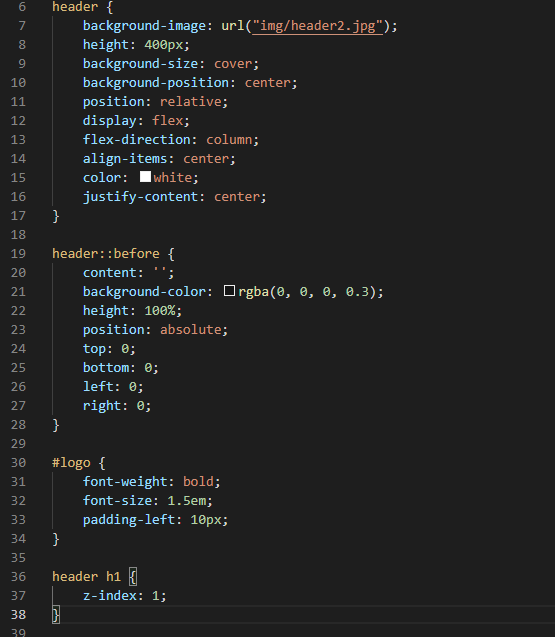 6 header {
7 background-image: url("img/header2.jpg");
8 height: 400px;
9 background-size: cover;
10 background-position: center;
11 position: relative;
12 display: flex;
13 flex-direction: column;
14 align-items: center;
15 color: white;
16 justify-content: center;
17 }
18
19 header::before {
20 content: '';
21 background-color: rgba(0, 0, 0, 0.3);
22 height: 100%;
23 position: absolute;
24 top: 0;
25 bottom: 0;
26 left: 0;
27 right: 0;
28 }
29
30 #logo {
31 font-weight: bold;
32 font-size: 1.5em;
33 padding-left: 10px;
34 }
35
36 header h1 {
37 z-index: 1;
38 }
39